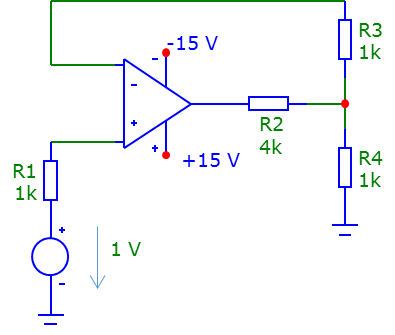 R3
1k
-15 V
-
-
+
+
+15 V
R2
4k
R4
1k
R1
1k
+
1 V
-